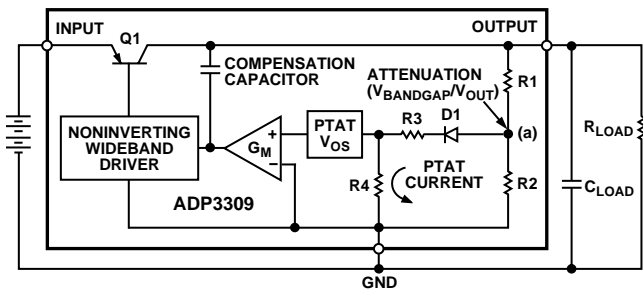 INPUT
OUTPUT
Q1
COMPENSATION
CAPACITOR
ATTENUATION
(VBANDGAP/VOUT)
R1
R3
D1
(a)
RLOAD
NONINVERTING
WIDEBAND
DRIVER
GM
+
−
PTAT
VOS
R4
PTAT
CURRENT
R2
CLOAD
ADP3309
GND